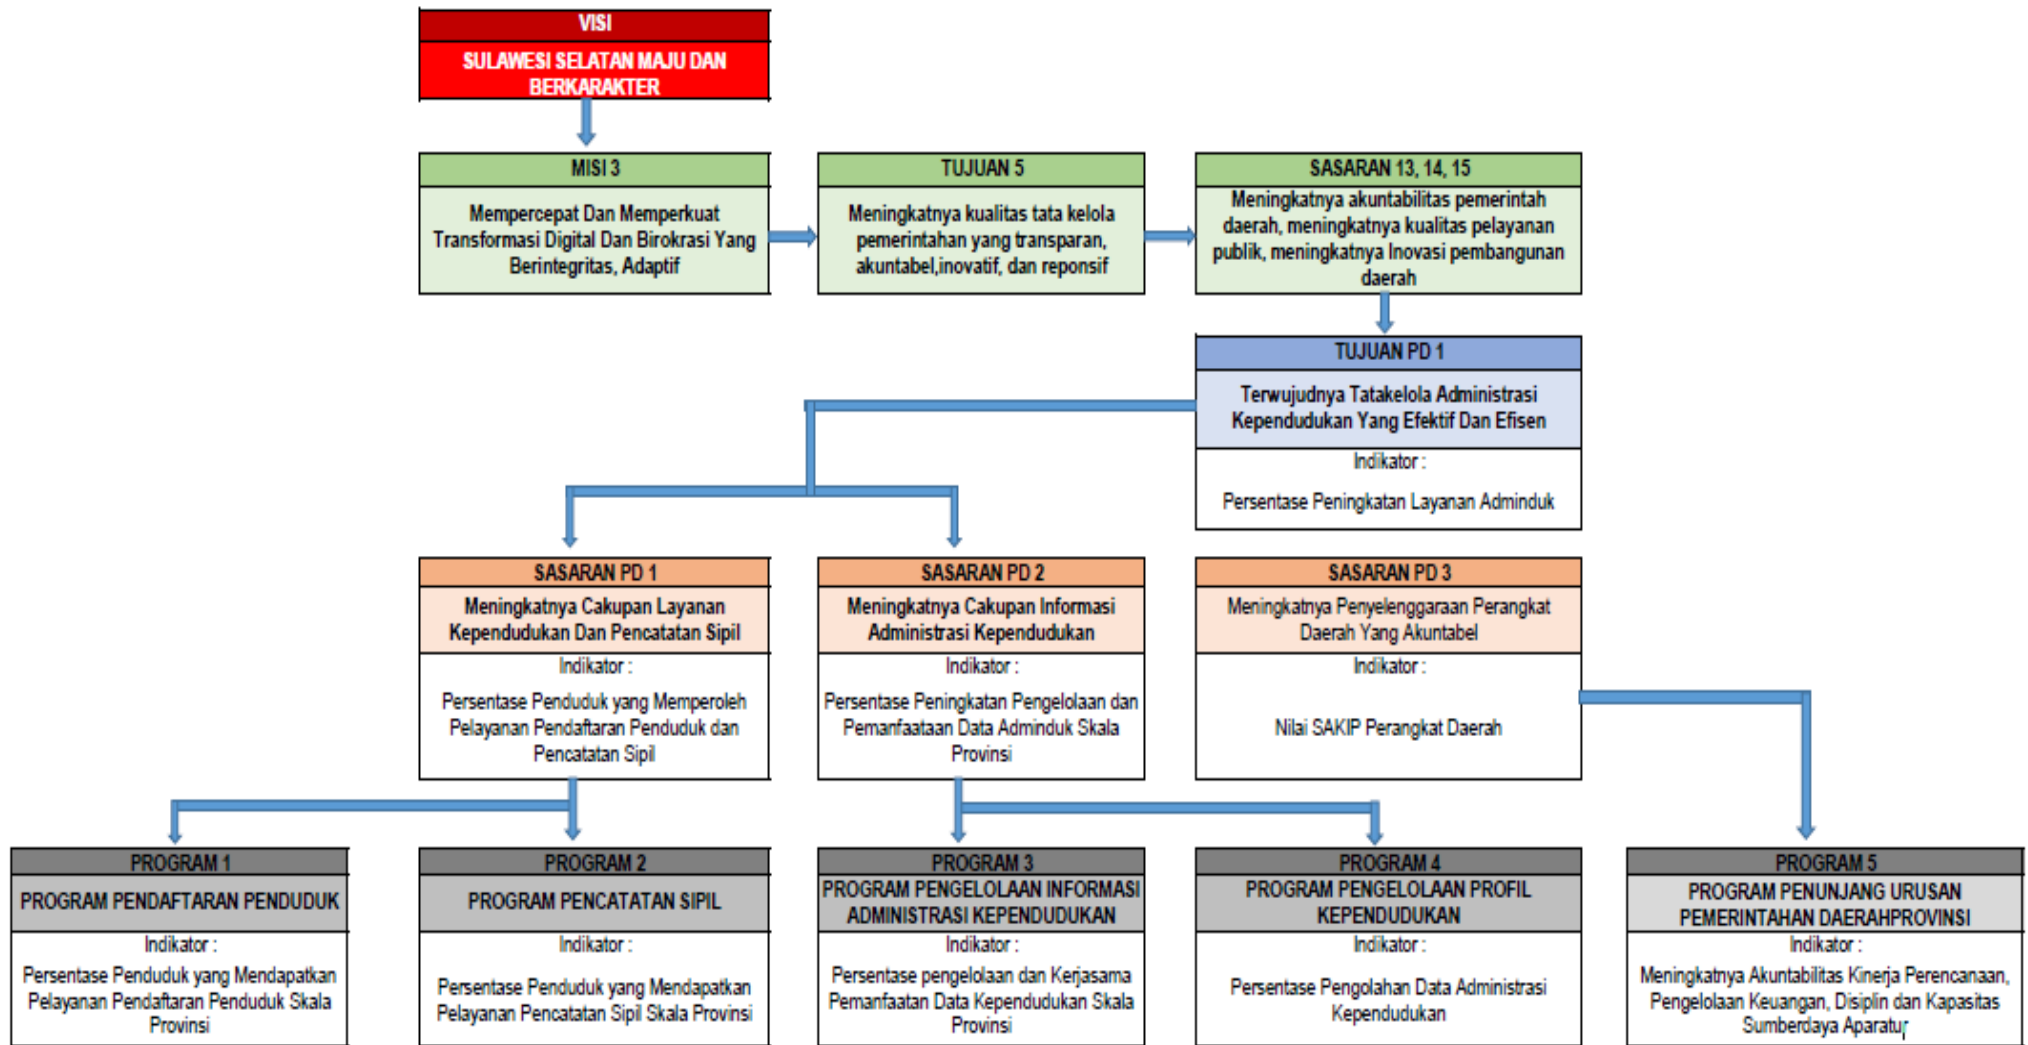 VISI
SULAWESI SELATAN MAJU DAN
BERKARAKTER
MISI 3
Mempercepat Dan Memperkuat
Transformasi Digital Dan Birokrasi Yang
Berintegritas, Adaptif
TUJUAN 5
Meningkatnya kualitas tata kelola
pemerintahan yang transparan,
akuntabel,inovatif, dan reponsif
SASARAN 13, 14, 15
Meningkatnya akuntabilitas pemerintah
daerah, meningkatnya kualitas pelayanan
publik, meningkatnya Inovasi pembangunan
daerah
TUJUAN PD 1
Terwujudnya Tatakelola Administrasi
Kependudukan Yang Efektif Dan Efisen
Indikator :
Persentase Peningkatan Layanan Adminduk
SASARAN PD 1
Meningkatnya Cakupan Layanan
Kependudukan Dan Pencatatan Sipil
Indikator :
Persentase Penduduk yang Memperoleh
Pelayanan Pendaftaran Penduduk dan
Pencatatan Sipil
SASARAN PD 2
Meningkatnya Cakupan Informasi
Administrasi Kependudukan
Indikator :
Persentase Peningkatan Pengelolaan dan
Pemanfaataan Data Adminduk Skala
Provinsi
SASARAN PD 3
Meningkatnya Penyelenggaraan Perangkat
Daerah Yang Akuntabel
Indikator :
Nilai SAKIP Perangkat Daerah
PROGRAM 1
PROGRAM PENDAFTARAN PENDUDUK
Indikator :
Persentase Penduduk yang Mendapatkan
Pelayanan Pendaftaran Penduduk Skala
Provinsi
PROGRAM 2
PROGRAM PENCATATAN SIPIL
Indikator :
Persentase Penduduk yang Mendapatkan
Pelayanan Pencatatan Sipil Skala Provinsi
PROGRAM 3
PROGRAM PENGELOLAAN INFORMASI
ADMINISTRASI KEPENDUDUKAN
Indikator :
Persentase pengelolaan dan Kerjasama
Pemanfaatan Data Kependudukan Skala
Provinsi
PROGRAM 4
PROGRAM PENGELOLAAN PROFIL
KEPENDUDUKAN
Indikator :
Persentase Pengolahan Data Administrasi
Kependudukan
PROGRAM 5
PROGRAM PENUNJANG URUSAN
PEMERINTAHAN DAERAHPROVINSI
Indikator :
Meningkatnya Akuntabilitas Kinerja Perencanaan,
Pengelolaan Keuangan, Disiplin dan Kapasitas
Sumberdaya Aparatur